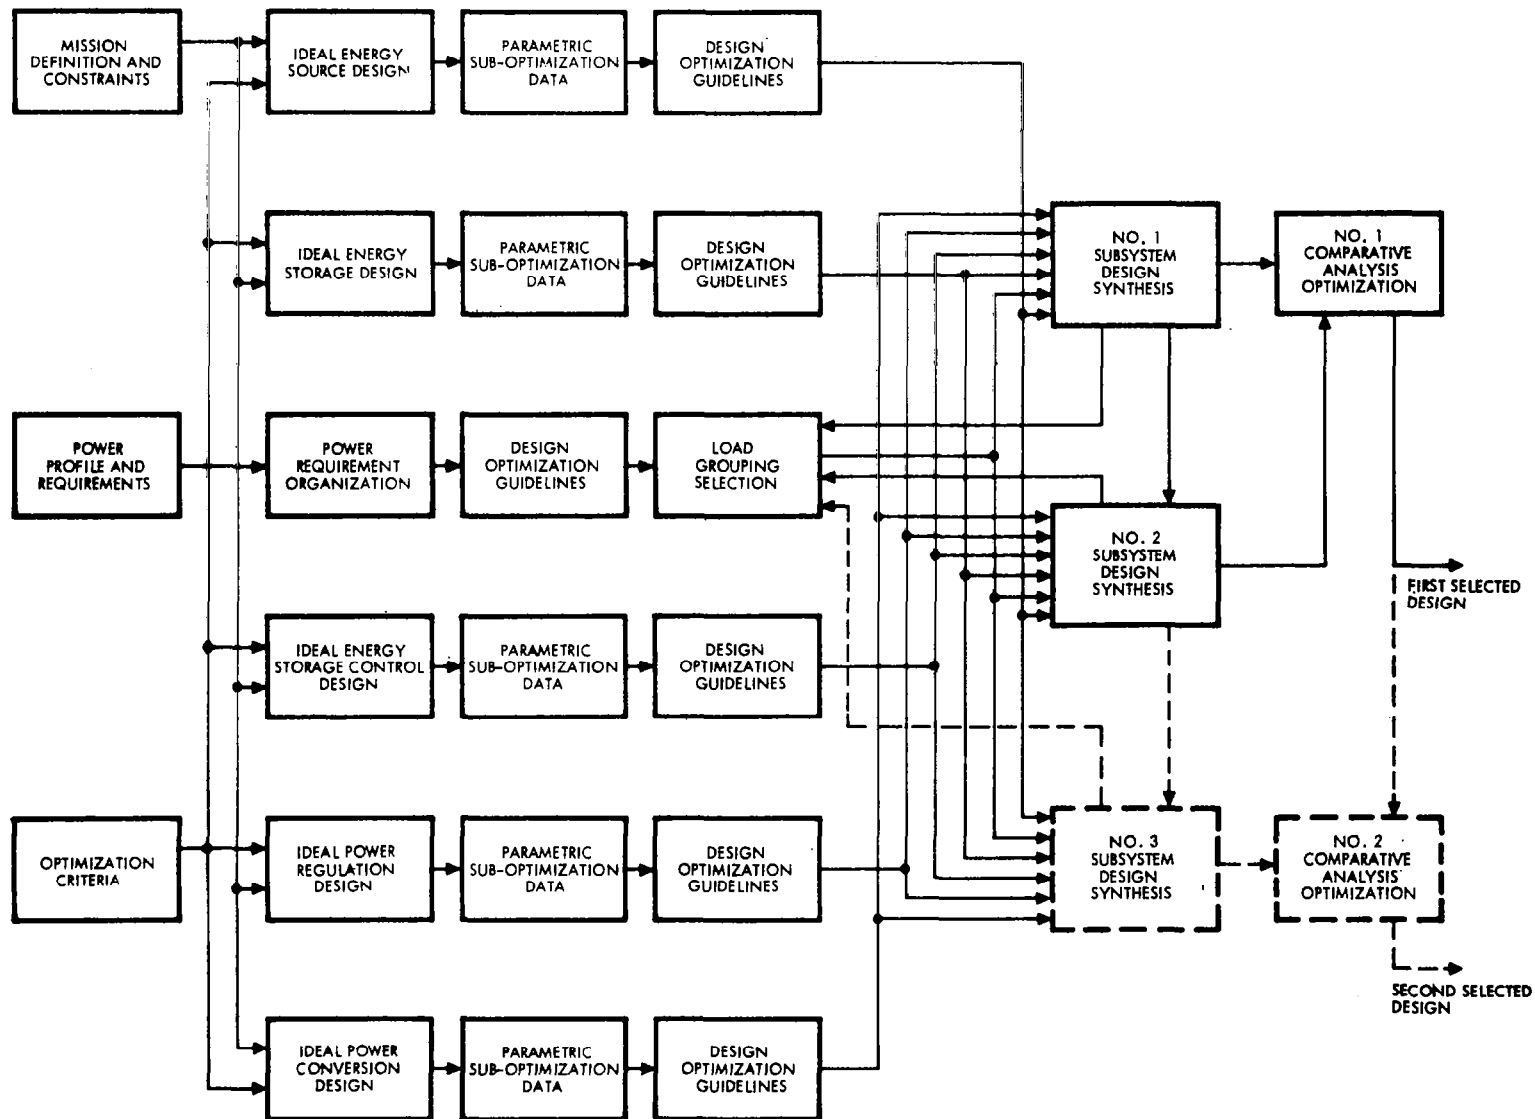 MISSION
DEFINITION AND
CONSTRAINTS
IDEAL ENERGY
SOURCE DESIGN
PARAMETRIC
SUB-OPTIMIZATION
DATA
DESIGN
OPTIMIZATION
GUIDELINES
IDEAL ENERGY
STORAGE DESIGN
PARAMETRIC
SUB-OPTIMIZATION
DATA
DESIGN
OPTIMIZATION
GUIDELINES
NO. 1
SUBSYSTEM
DESIGN
SYNTHESIS
NO. 1
COMPARATIVE
ANALYSIS
OPTIMIZATION
POWER
PROFILE AND
REQUIREMENTS
POWER
REQUIREMENT
ORGANIZATION
DESIGN
OPTIMIZATION
GUIDELINES
LOAD
GROUPING
SELECTION
NO. 2
SUBSYSTEM
DESIGN
SYNTHESIS
FIRST SELECTED
DESIGN
IDEAL ENERGY
STORAGE CONTROL
DESIGN
PARAMETRIC
SUB-OPTIMIZATION
DATA
DESIGN
OPTIMIZATION
GUIDELINES
OPTIMIZATION
CRITERIA
IDEAL POWER
REGULATION
DESIGN
PARAMETRIC
SUB-OPTIMIZATION
DATA
DESIGN
OPTIMIZATION
GUIDELINES
NO. 3
SUBSYSTEM
DESIGN
SYNTHESIS
NO. 2
COMPARATIVE
ANALYSIS
OPTIMIZATION
SECOND SELECTED
DESIGN
IDEAL POWER
CONVERSION
DESIGN
PARAMETRIC
SUB-OPTIMIZATION
DATA
DESIGN
OPTIMIZATION
GUIDELINES